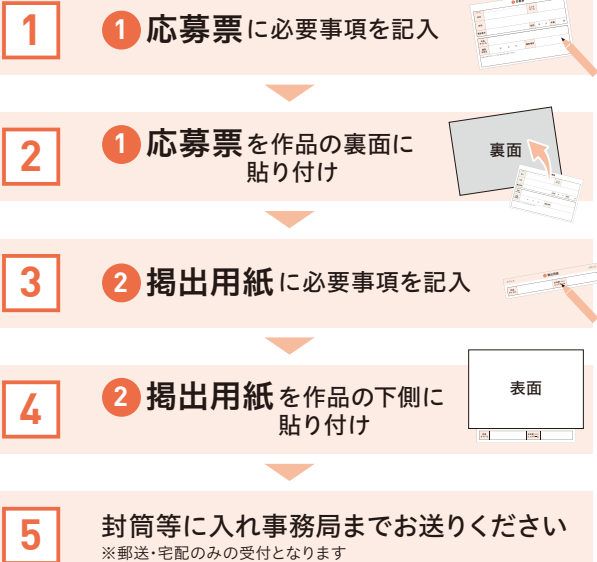 1
1 応募票に必要事項を記入
2
1 応募票を作品の裏面に
貼り付け
裏面
3
2 掲出用紙に必要事項を記入
4
2 掲出用紙を作品の下側に
貼り付け
表面
5
封筒等に入れ事務局までお送りください
※郵送・宅配のみの受付となります